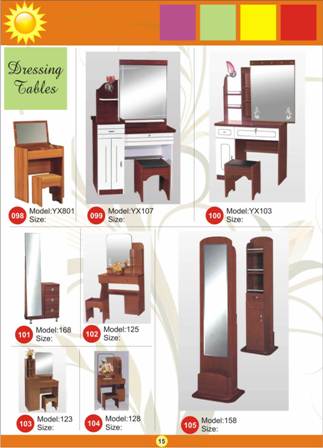 Dressing
Tables
098 Model:YX801
Size:
099 Model:YX107
Size:
100 Model:YX103
Size:
101 Model:168
Size:
102 Model:125
Size:
103 Model:123
Size:
104 Model:128
Size:
105 Model:158
Size:
15